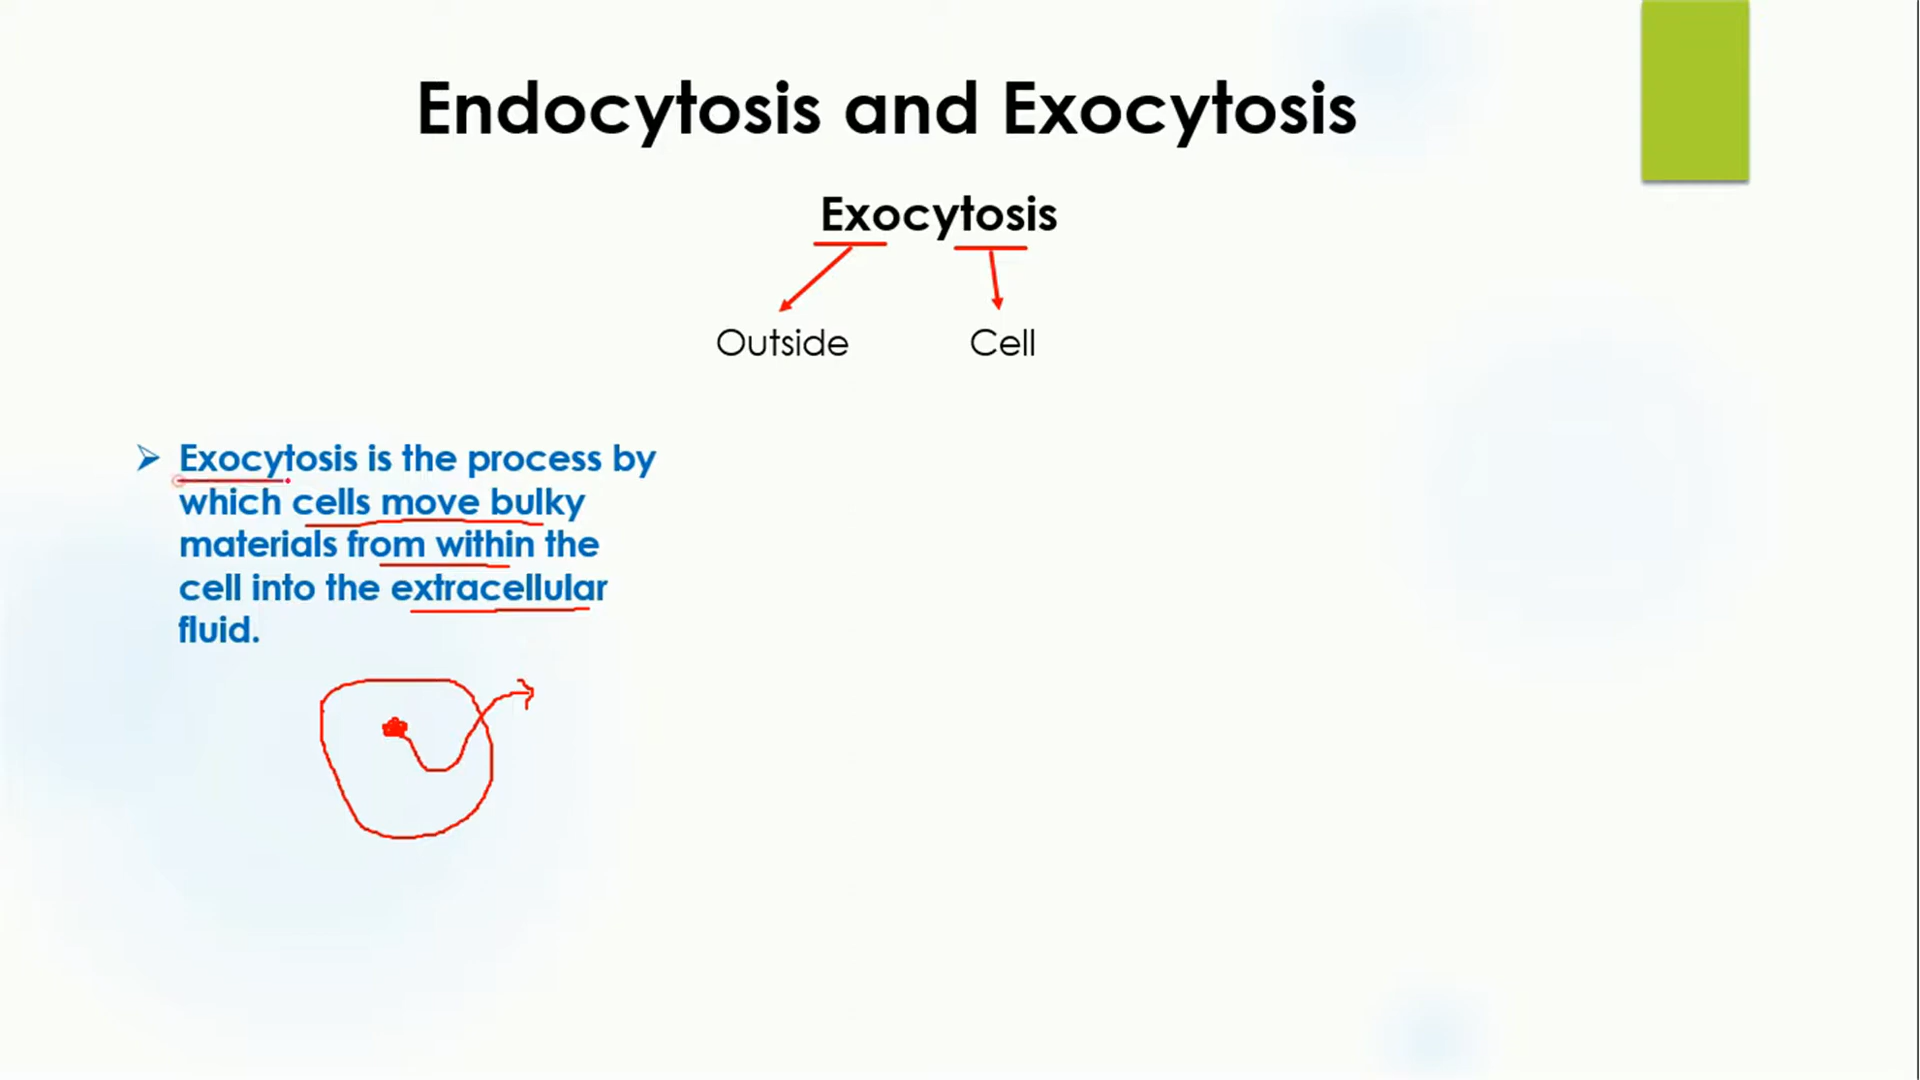 Endocytosis and Exocytosis
Exocytosis
Outside Cell
➢ Exocytosis is the process by
which cells move bulky
materials from within the
cell into the extracellular
fluid.